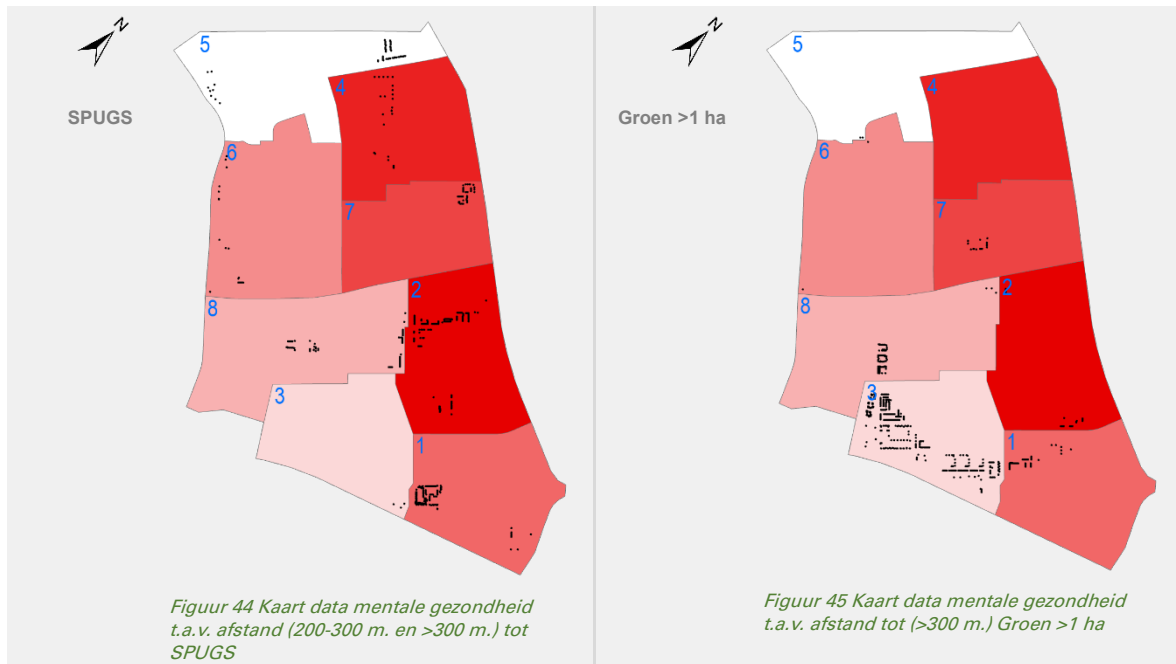 N
5
SPUGS
4
6
7
2
8
3
1
Figuur 44 Kaart data mentale gezondheid
t.a.v. afstand (200-300 m. en >300 m.) tot
SPUGS
N
5
Groen >1 ha
4
6
7
2
8
3
1
Figuur 45 Kaart data mentale gezondheid
t.a.v. afstand tot (>300 m.) Groen >1 ha